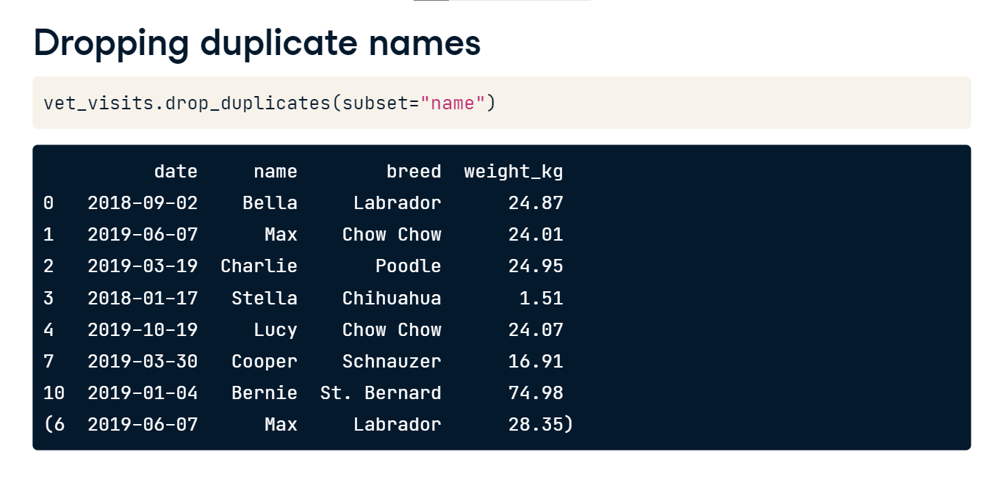 Dropping duplicate names
vet_visits.drop_duplicates(subset="name")
date name breed weight_kg
0 2018-09-02 Bella Labrador 24.87
1 2019-06-07 Max Chow Chow 24.01
2 2019-03-19 Charlie Poodle 24.95
3 2018-01-17 Stella Chihuahua 1.51
4 2019-10-19 Lucy Chow Chow 24.07
7 2019-03-30 Cooper Schnauzer 16.91
10 2019-01-04 Bernie St. Bernard 74.98
(6 2019-06-07 Max Labrador 28.35)